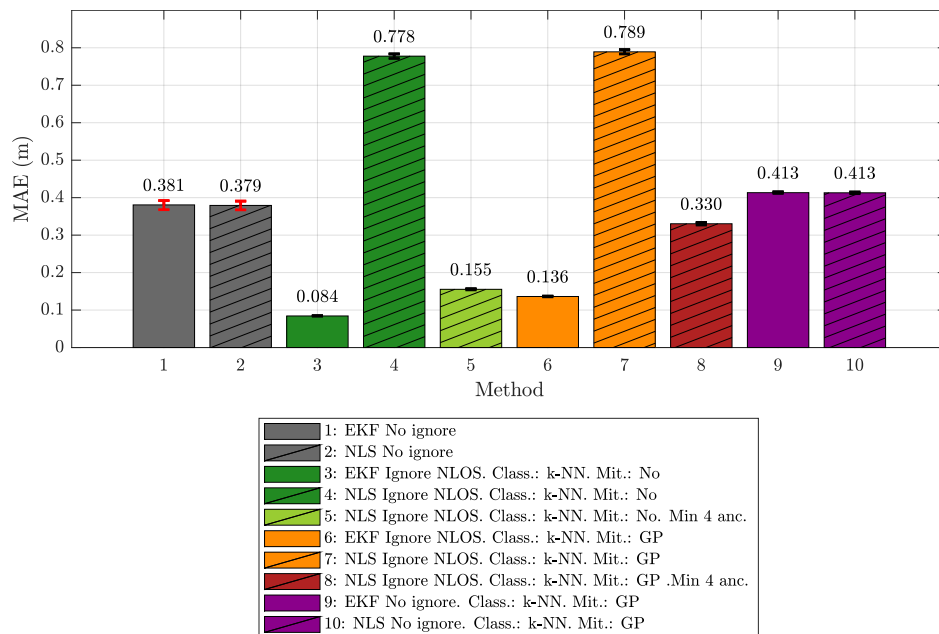 0.778
0.789
0.8
0.7
0.6
0.5
0.381
0.379
0.413
0.413
0.4
0.330
0.3
0.2
0.155
0.136
0.084
0.1
0
MAE (m)
1 2 3 4 5 6 7 8 9 10
Method
1: EKF No ignore
2: NLS No ignore
3: EKF Ignore NLOS. Class.: k-NN. Mit.: No
4: NLS Ignore NLOS. Class.: k-NN. Mit.: No
5: NLS Ignore NLOS. Class.: k-NN. Mit.: No. Min 4 anc.
6: EKF Ignore NLOS. Class.: k-NN. Mit.: GP
7: NLS Ignore NLOS. Class.: k-NN. Mit.: GP
8: NLS Ignore NLOS. Class.: k-NN. Mit.: GP .Min 4 anc.
9: EKF No ignore. Class.: k-NN. Mit.: GP
10: NLS No ignore. Class.: k-NN. Mit.: GP